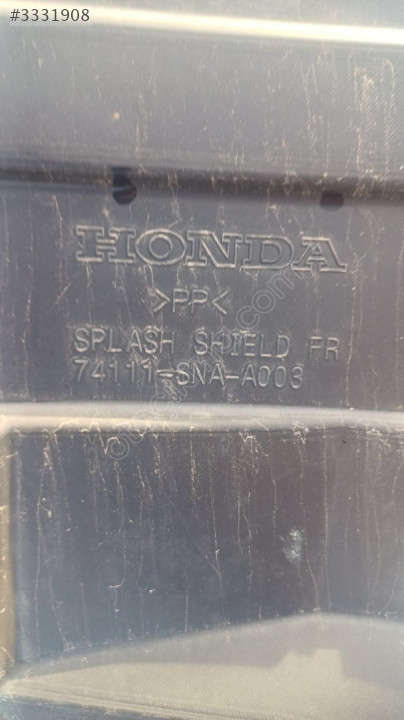 #3331908
HONDA
>PP<
SPLASH SHIELD FR
74111-SNA-A003